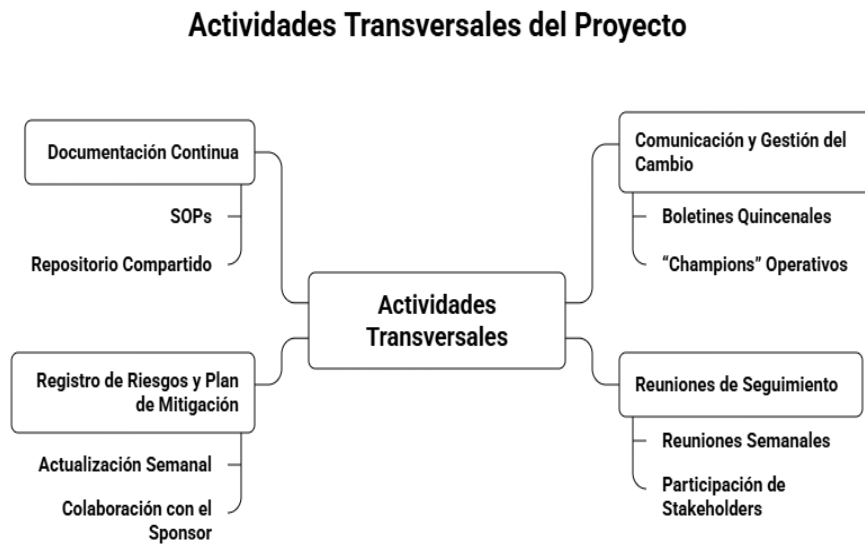 Actividades Transversales del Proyecto
Documentación Continua
SOPs
Repositorio Compartido
Registro de Riesgos y Plan
de Mitigación
Actualización Semanal
Colaboración con el
Sponsor
Actividades
Transversales
Comunicación y Gestión del
Cambio
Boletines Quincenales
“Champions” Operativos
Reuniones de Seguimiento
Reuniones Semanales
Participación de
Stakeholders